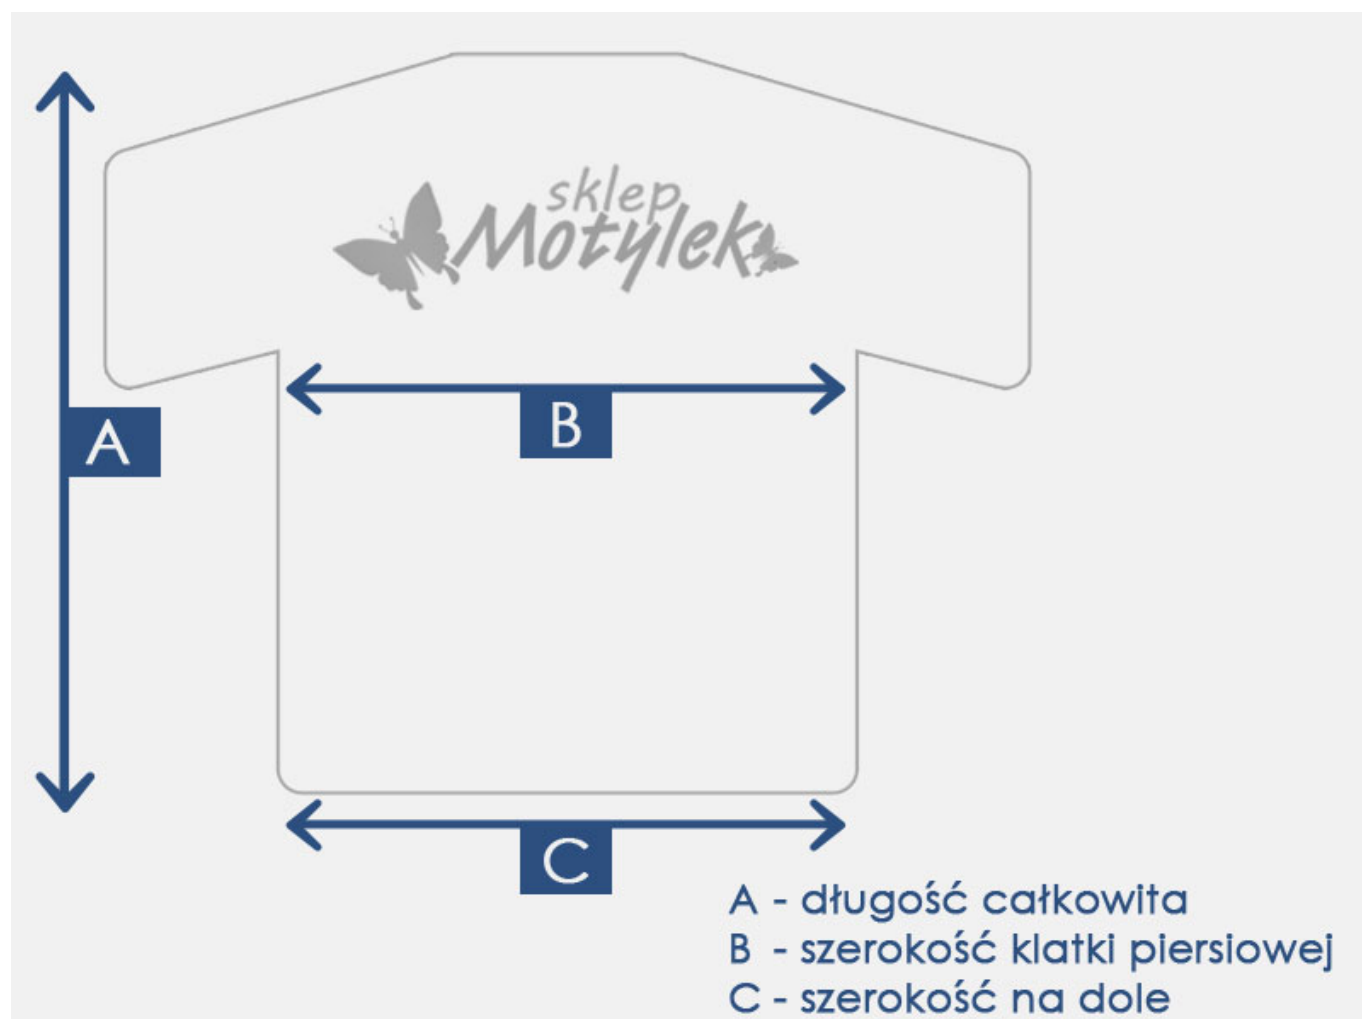 sklep
Motylek
A
B
C
A - długość całkowita
B - szerokość klatki piersiowej
C - szerokość na dole